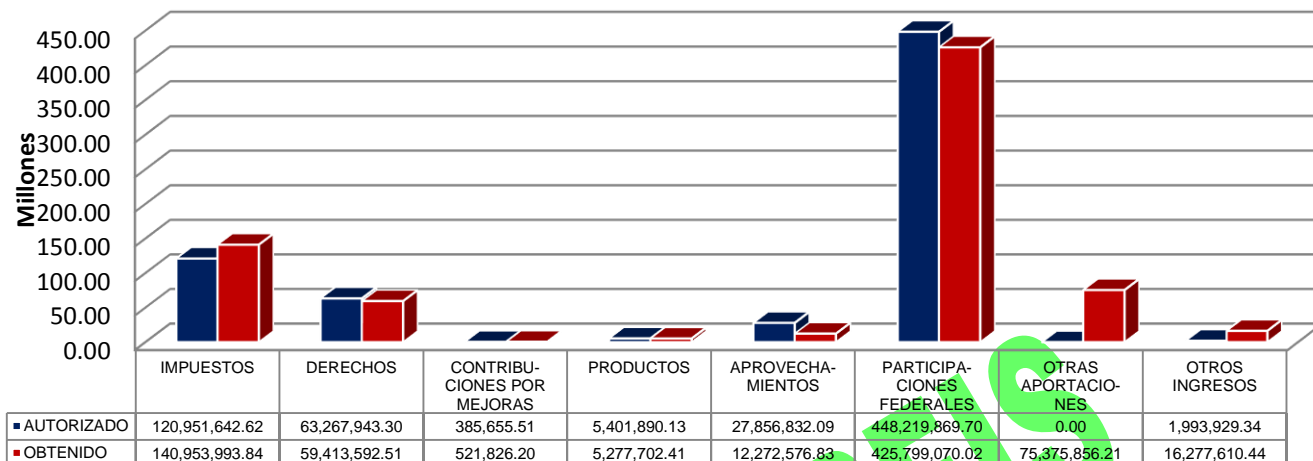 Millones
450.00
400.00
350.00
300.00
250.00
200.00
150.00
100.00
50.00
0.00
IMPUESTOS DERECHOS CONTRIBU-CIONES POR MEJORAS PRODUCTOS APROVECHA-MIENTOS PARTICIPA-CIONES FEDERALES OTRAS APORTACIO-NES OTROS INGRESOS
AUTORIZADO 120,951,642.62 63,267,943.30 385,655.51 5,401,890.13 27,856,832.09 448,219,869.70 0.00 1,993,929.34
OBTENIDO 140,953,993.84 59,413,592.51 521,826.20 5,277,702.41 12,272,576.83 425,799,070.02 75,375,856.21 16,277,610.44